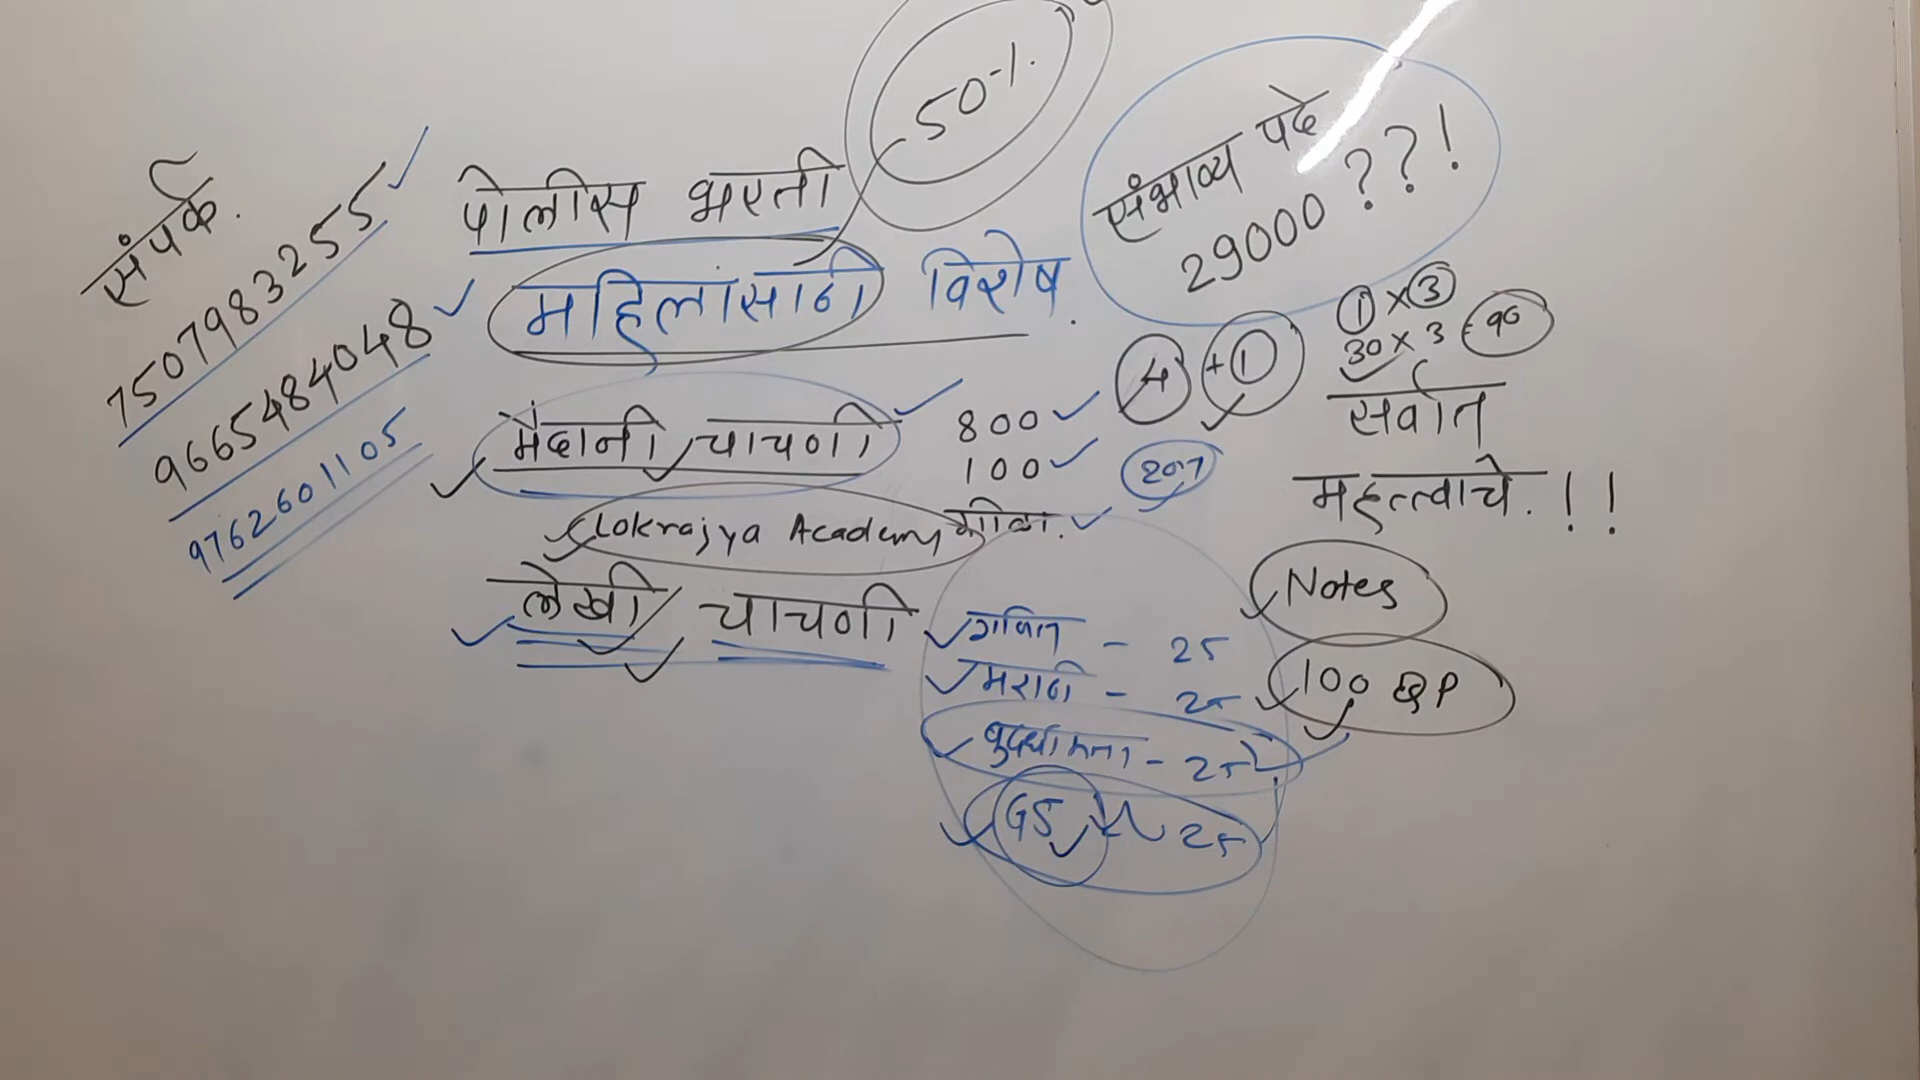 50%
पोलीस भरती
महिलांसाठी विशेष.
संभाव्य पदे
29000 ??!
संपर्क.
7507983255
9665484048
9762601105
1 x 3
30 x 3 90
4 +1
सर्वात
महत्त्वाचे.!!
मैदानी चाचणी 800
100
गोळा.
Lokrajya Academy
लेखी चाचणी
गणित - 25
मराठी - 25
बुद्धीमत्ता - 25
GS 25
Notes
100 QP